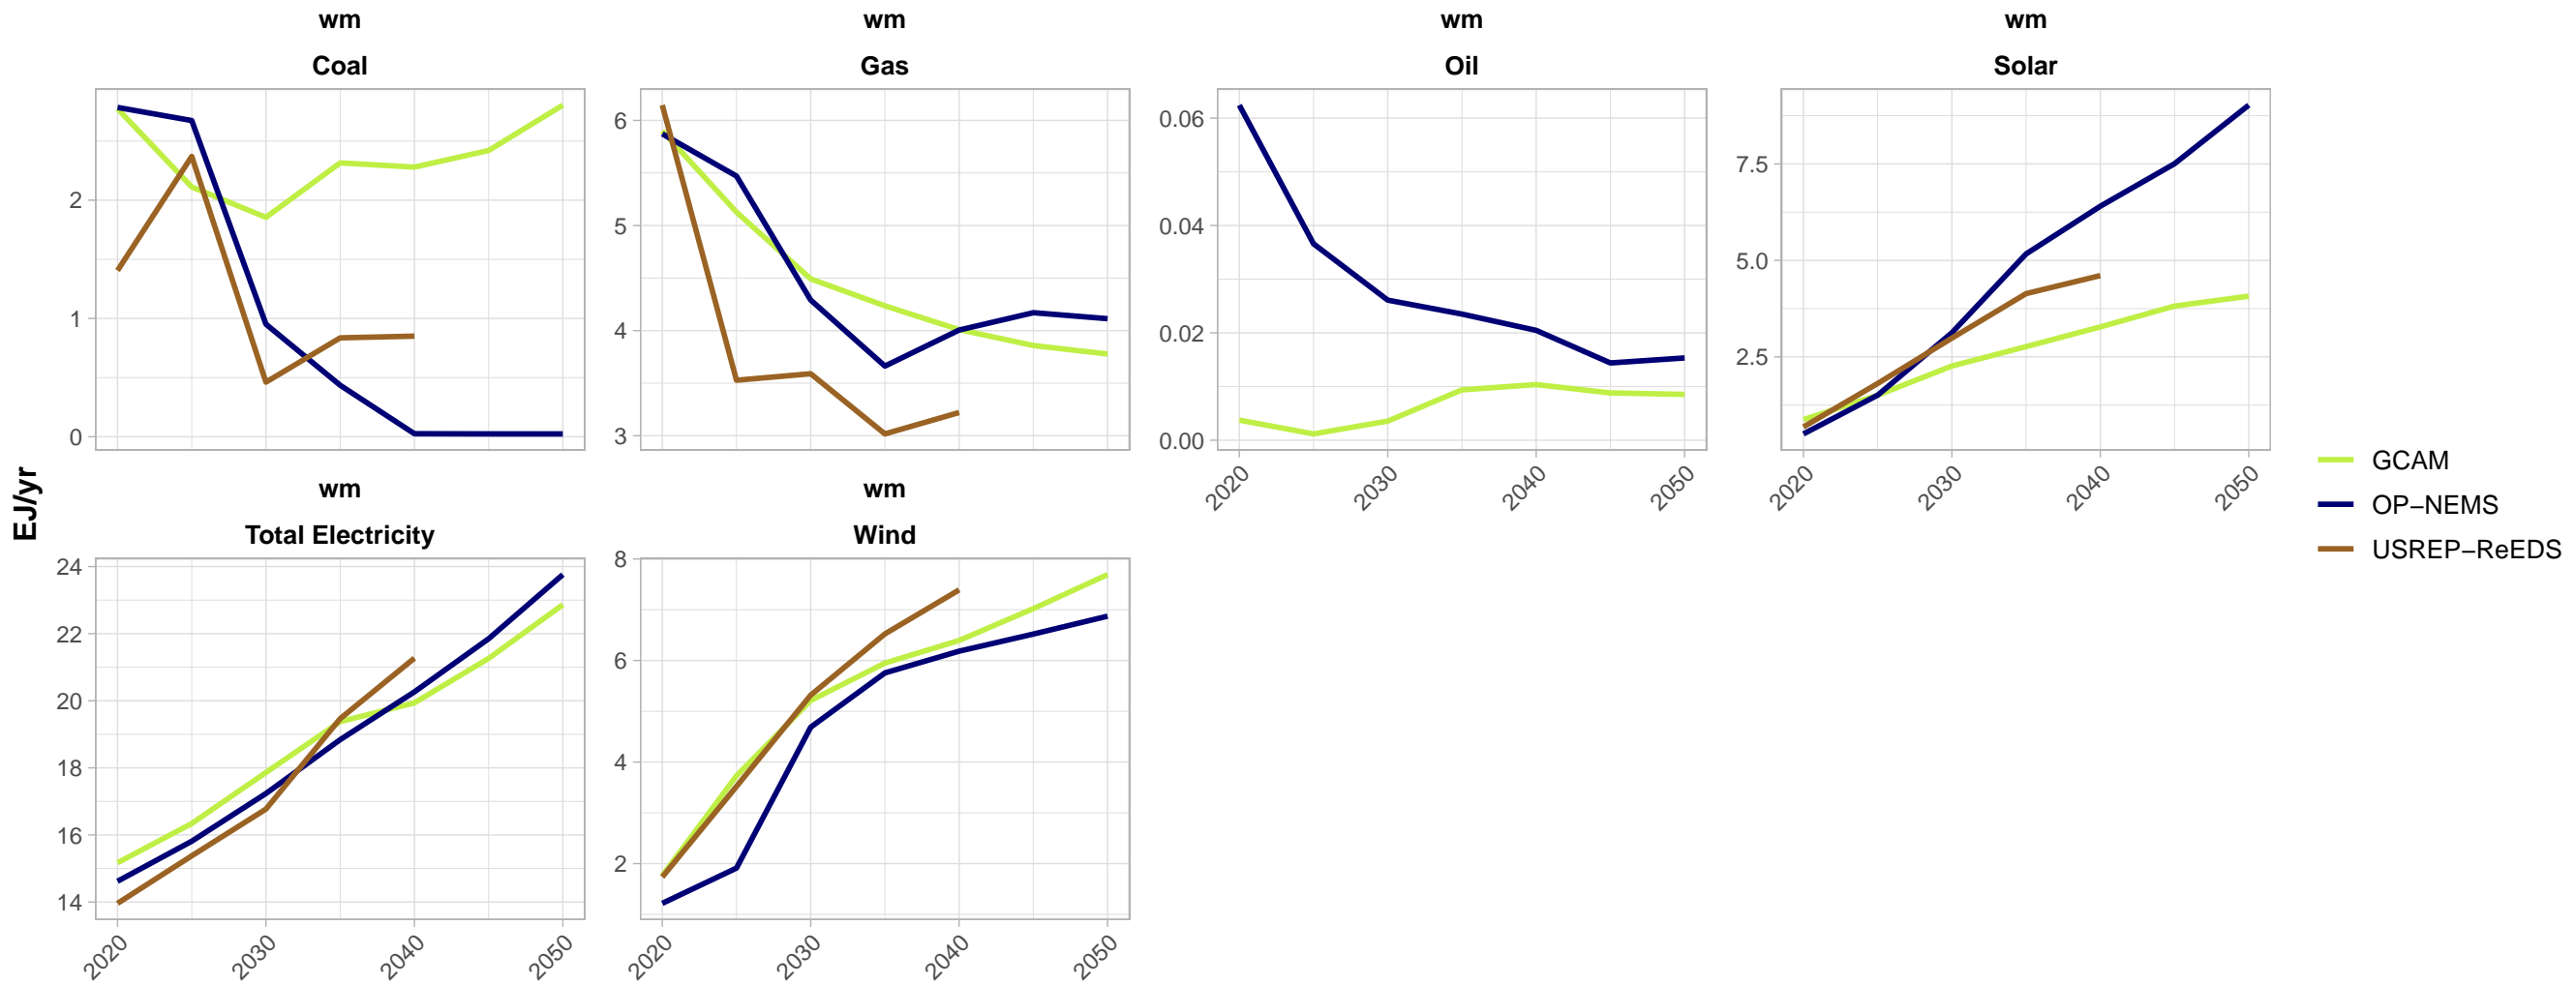 wm
Coal
2
1
0
wm
Gas
6
5
4
3
wm
Oil
0.06
0.04
0.02
0.00
2020
2030
2040
2050
wm
Solar
7.5
5.0
2.5
2020
2030
2040
2050
EJ/yr
wm
Total Electricity
24
22
20
18
16
14
2020
2030
2040
2050
wm
Wind
8
6
4
2
2020
2030
2040
2050
GCAM
OP−NEMS
USREP−ReEDS